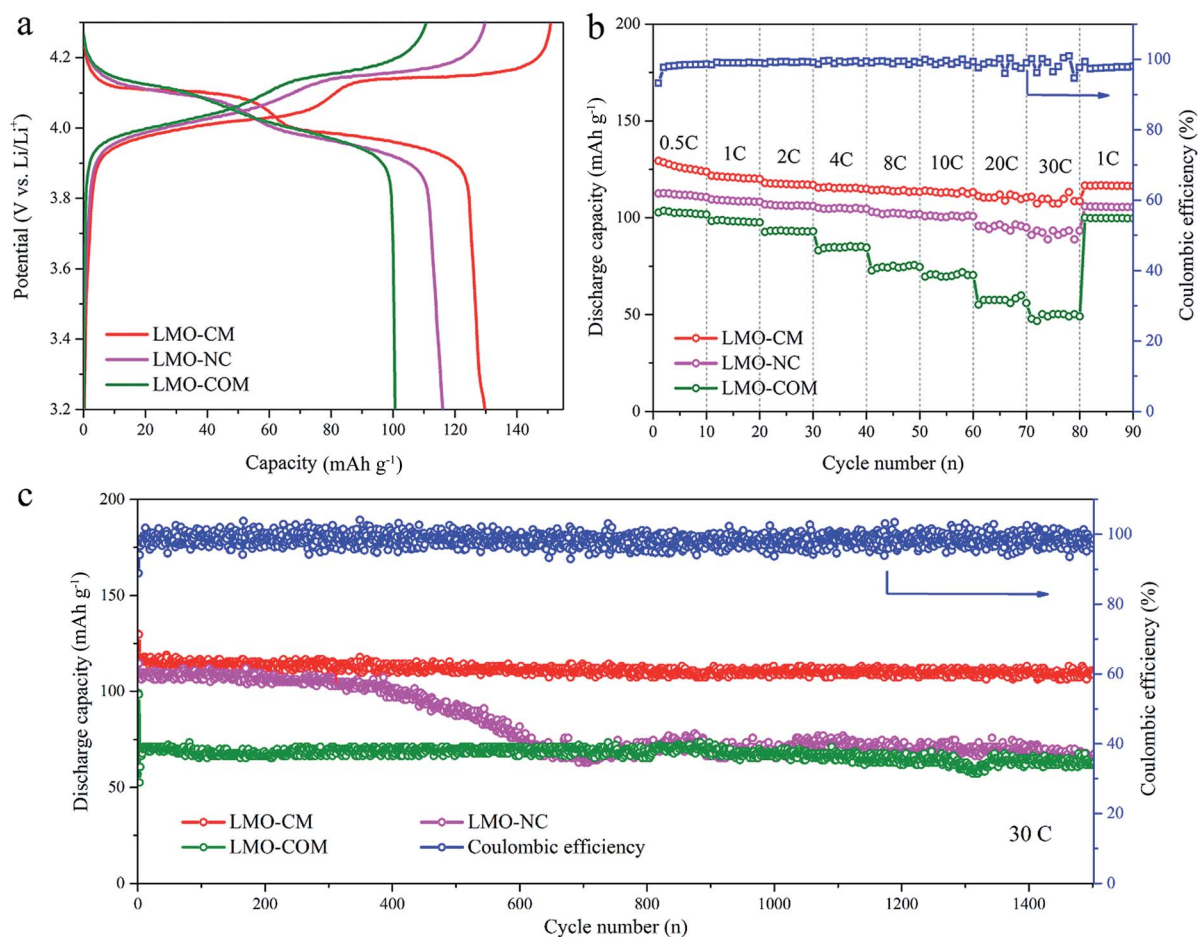 a
Potential (V vs. Li/Li⁺)
4.2
4.0
3.8
3.6
3.4
3.2
LMO-CM
LMO-NC
LMO-COM
0 20 40 60 80 100 120 140
Capacity (mAh g⁻¹)
b
Discharge capacity (mAh g⁻¹)
200
150
100
50
0
0.5C 1C 2C 4C 8C 10C 20C 30C 1C
LMO-CM
LMO-NC
LMO-COM
0 10 20 30 40 50 60 70 80 90
Cycle number (n)
100
80
60
40
20
0
Coulombic efficiency (%)
c
Discharge capacity (mAh g⁻¹)
200
150
100
50
0
LMO-CM LMO-NC
LMO-COM Coulombic efficiency
30 C
0 200 400 600 800 1000 1200 1400
Cycle number (n)
100
80
60
40
20
0
Coulombic efficiency (%)